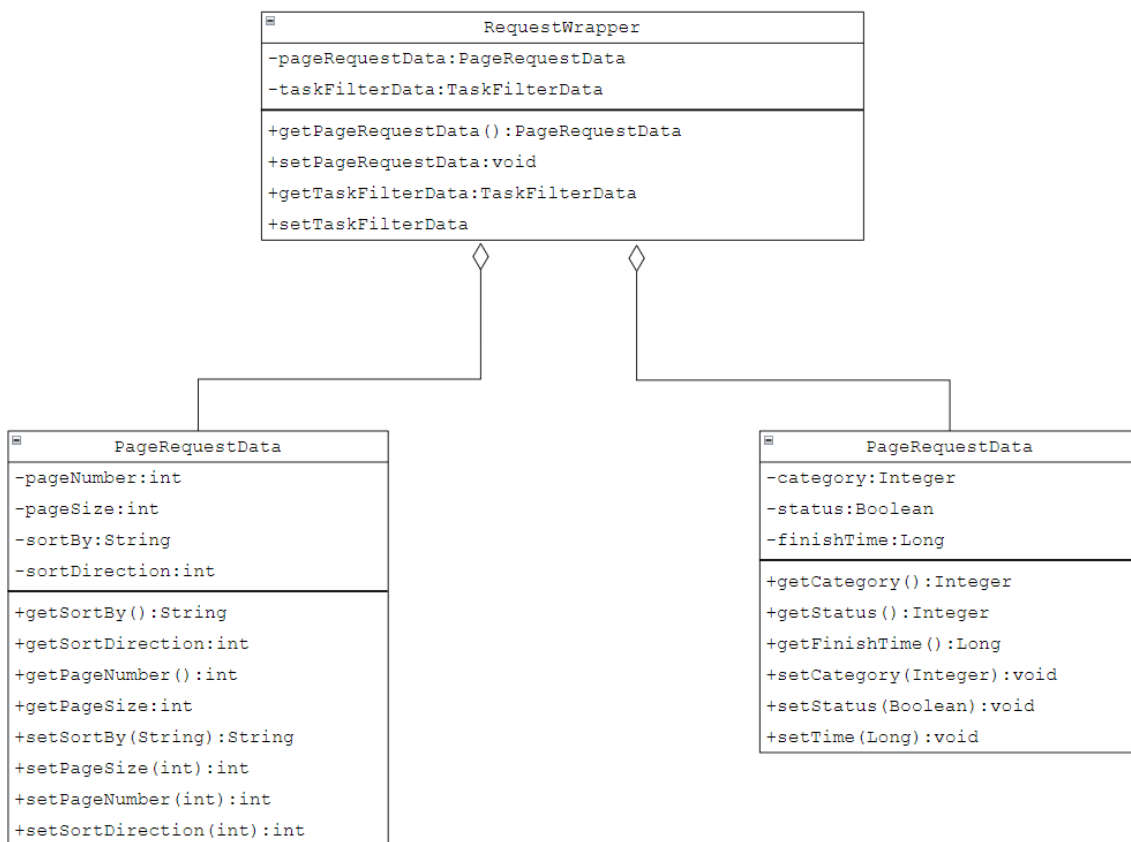 RequestWrapper
-pageRequestData:PageRequestData
-taskFilterData:TaskFilterData
+getPageRequestData():PageRequestData
+setPageRequestData:void
+getTaskFilterData:TaskFilterData
+setTaskFilterData
PageRequestData
-pageNumber:int
-pageSize:int
-sortBy:String
-sortDirection:int
+getSortBy():String
+getSortDirection:int
+getPageNumber():int
+getPageSize:int
+setSortBy(String):String
+setPageSize(int):int
+setPageNumber(int):int
+setSortDirection(int):int
PageRequestData
-category:Integer
-status:Boolean
-finishTime:Long
+getCategory():Integer
+getStatus():Integer
+getFinishTime():Long
+setCategory(Integer):void
+setStatus(Boolean):void
+setTime(Long):void